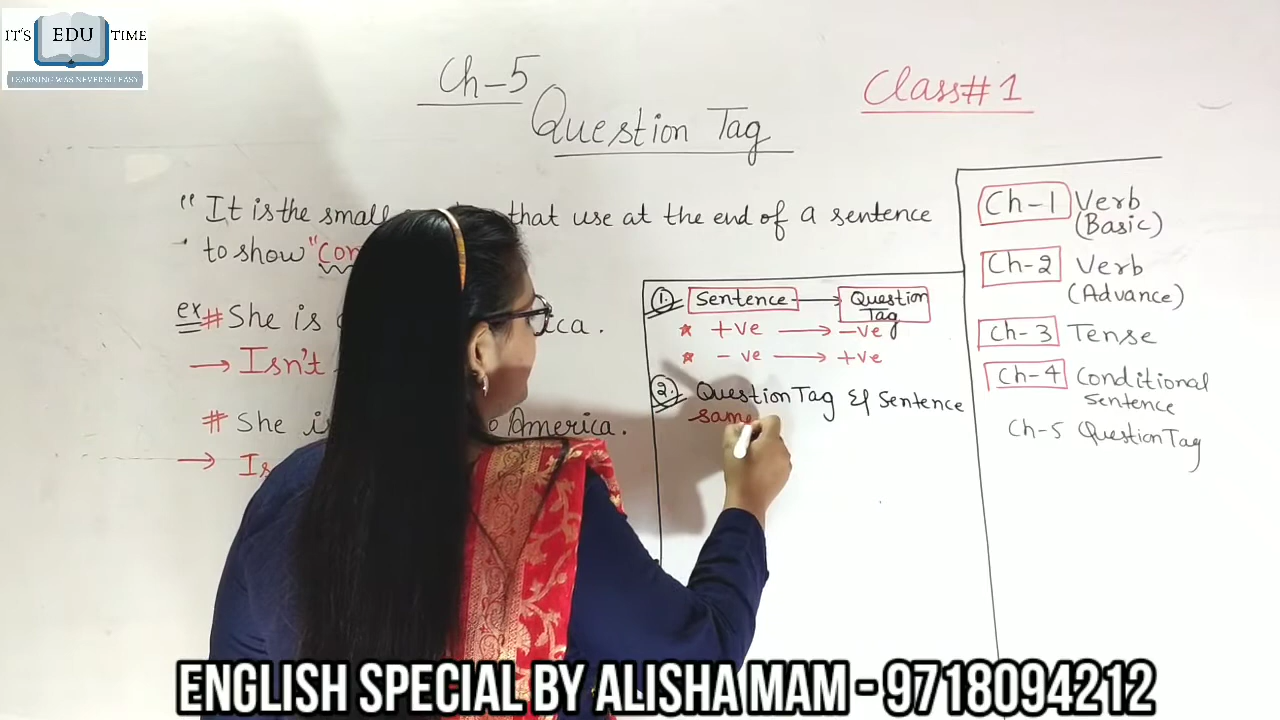 IT'S EDU TIME
LEARNING WAS NEVER SO EASY
Ch-5
Question Tag
Class#1
"It is the small that use at the end of a sentence
to show "
ex # She is
→ Isn't
# She is America.
→
1. Sentence → Question Tag
* +ve → -ve
* -ve → +ve
2. Question Tag & Sentence
same
Ch-1 Verb (Basic)
Ch-2 Verb (Advance)
Ch-3 Tense
Ch-4 Conditional sentence
Ch-5 Question Tag
ENGLISH SPECIAL BY ALISHA MAM - 9718094212